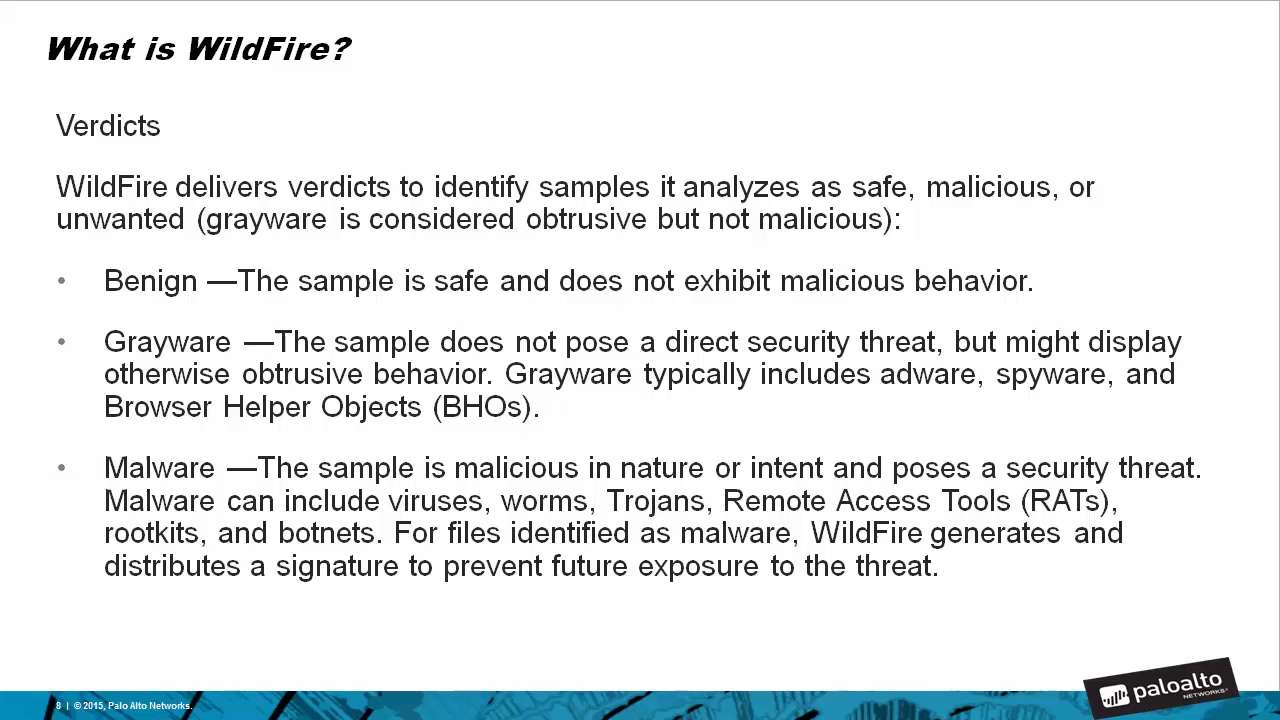 What is WildFire?
Verdicts
WildFire delivers verdicts to identify samples it analyzes as safe, malicious, or
unwanted (grayware is considered obtrusive but not malicious):
• Benign —The sample is safe and does not exhibit malicious behavior.
• Grayware —The sample does not pose a direct security threat, but might display
otherwise obtrusive behavior. Grayware typically includes adware, spyware, and
Browser Helper Objects (BHOs).
• Malware —The sample is malicious in nature or intent and poses a security threat.
Malware can include viruses, worms, Trojans, Remote Access Tools (RATs),
rootkits, and botnets. For files identified as malware, WildFire generates and
distributes a signature to prevent future exposure to the threat.
8 | © 2015, Palo Alto Networks.
paloalto
NETWORKS®